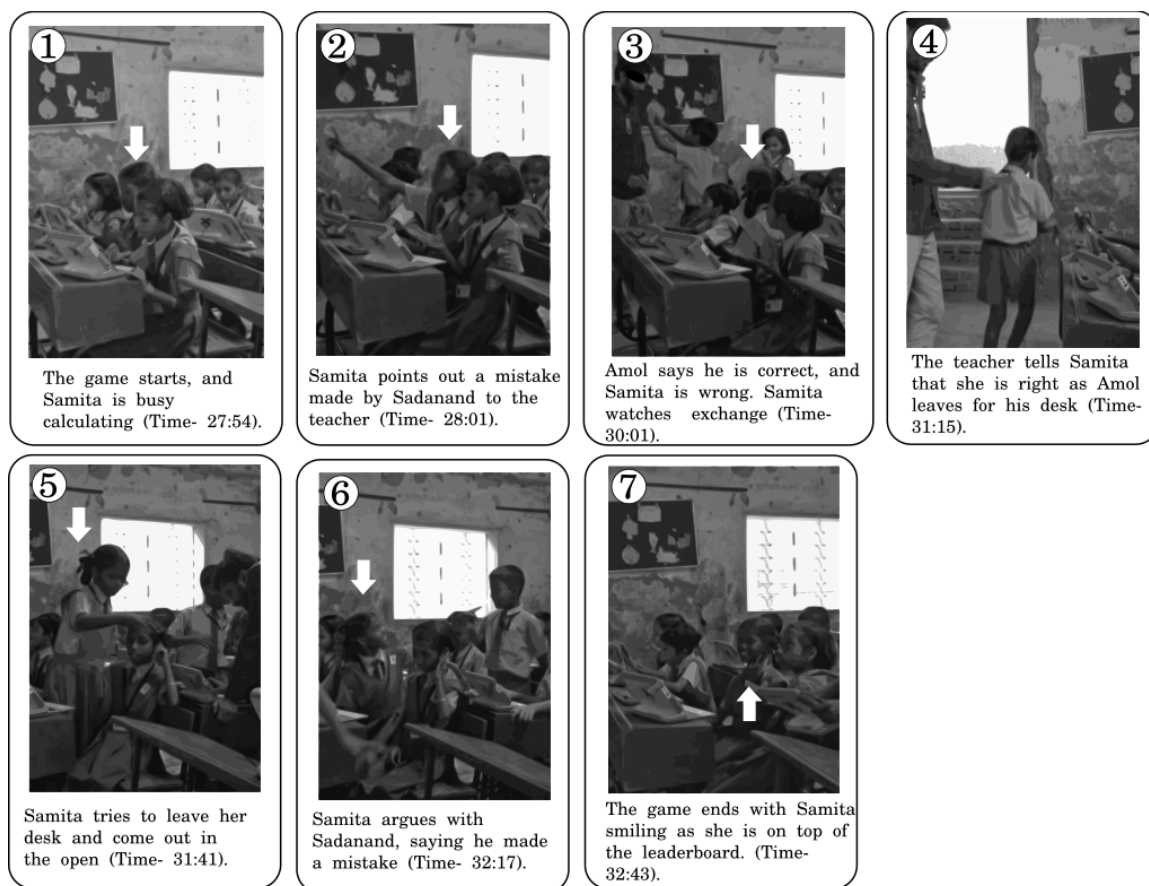 1
The game starts, and
Samita is busy
calculating (Time- 27:54).
2
Samita points out a mistake
made by Sadanand to the
teacher (Time- 28:01).
3
Amol says he is correct, and
Samita is wrong. Samita
watches exchange (Time-
30:01).
4
The teacher tells Samita
that she is right as Amol
leaves for his desk (Time-
31:15).
5
Samita tries to leave her
desk and come out in
the open (Time- 31:41).
6
Samita argues with
Sadanand, saying he made
a mistake (Time- 32:17).
7
The game ends with Samita
smiling as she is on top of
the leaderboard. (Time-
32:43).